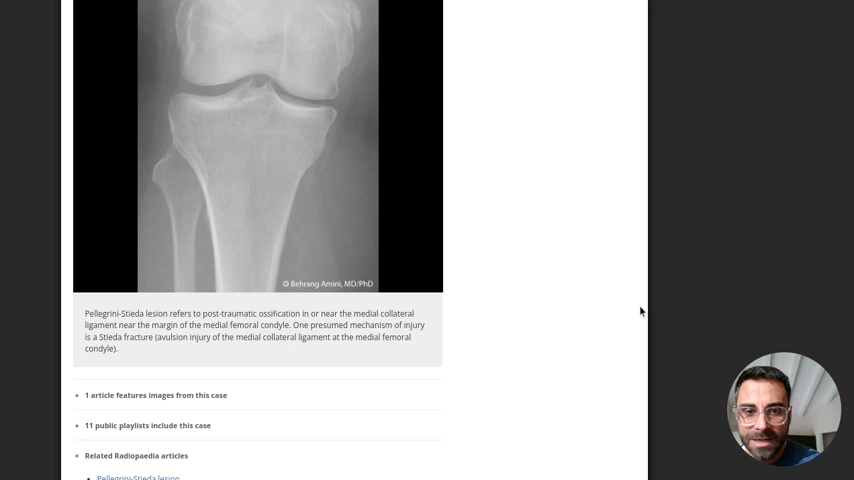 © Behrang Amini, MD/PhD
Pellegrini-Stieda lesion refers to post-traumatic ossification in or near the medial collateral
ligament near the margin of the medial femoral condyle. One presumed mechanism of injury
is a Stieda fracture (avulsion injury of the medial collateral ligament at the medial femoral
condyle).
1 article features images from this case
11 public playlists include this case
Related Radiopaedia articles
Pellegrini-Stieda lesion